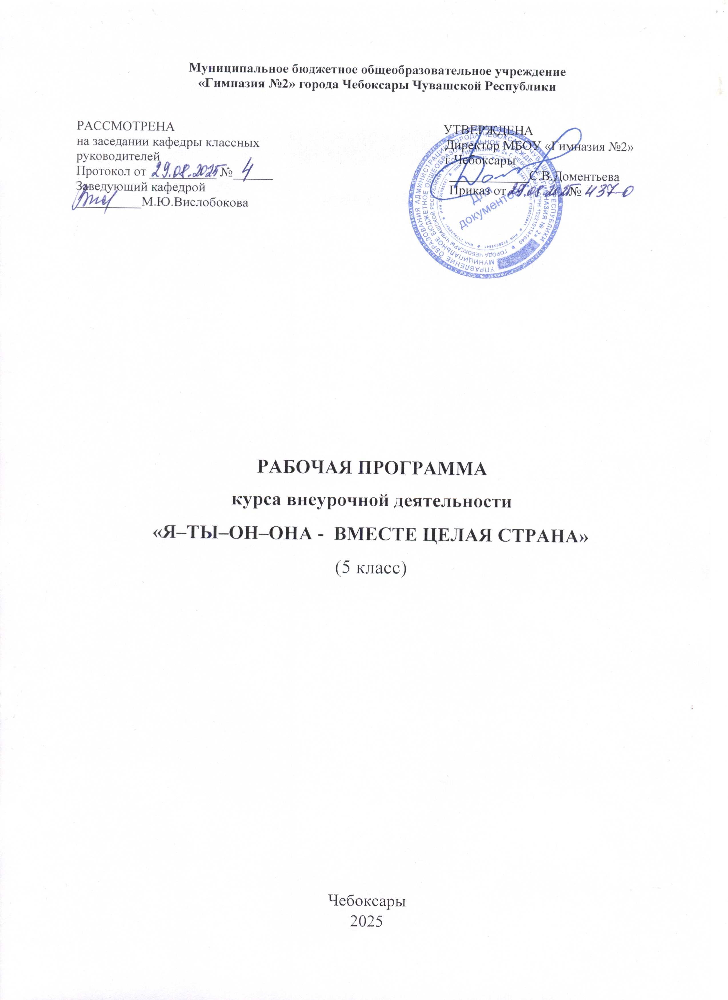 Муниципальное бюджетное общеобразовательное учреждение
«Гимназия №2» города Чебоксары Чувашской Республики
РАССМОТРЕНА
на заседании кафедры классных
руководителей
Протокол от 29.08.2025 № 4
Заведующий кафедрой
М.Ю.Вислобокова
УТВЕРЖДЕНА
Директор МБОУ «Гимназия №2»
г.Чебоксары
С.В.Доментьева
Приказ от 29.08.2025 № 437-О
Для
документов
РАБОЧАЯ ПРОГРАММА
курса внеурочной деятельности
«Я–ТЫ–ОН–ОНА - ВМЕСТЕ ЦЕЛАЯ СТРАНА»
(5 класс)
Чебоксары
2025